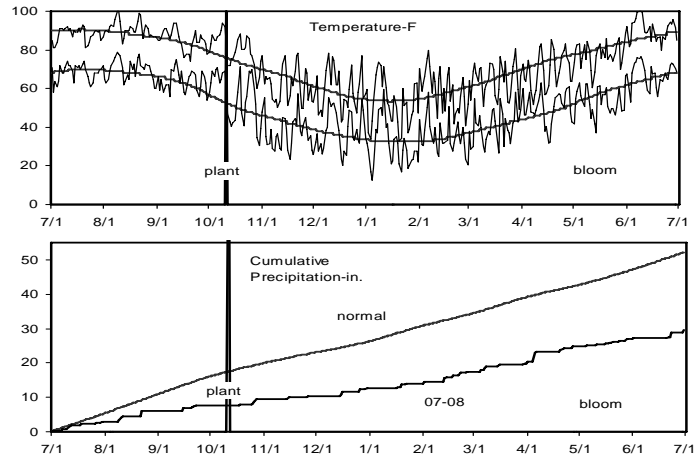 100
Temperature-F
80
60
40
20
plant
bloom
0
7/1 8/1 9/1 10/1 11/1 12/1 1/1 2/1 3/1 4/1 5/1 6/1 7/1
50
Cumulative
Precipitation-in.
40
normal
30
20
10
plant
07-08
bloom
0
7/1 8/1 9/1 10/1 11/1 12/1 1/1 2/1 3/1 4/1 5/1 6/1 7/1